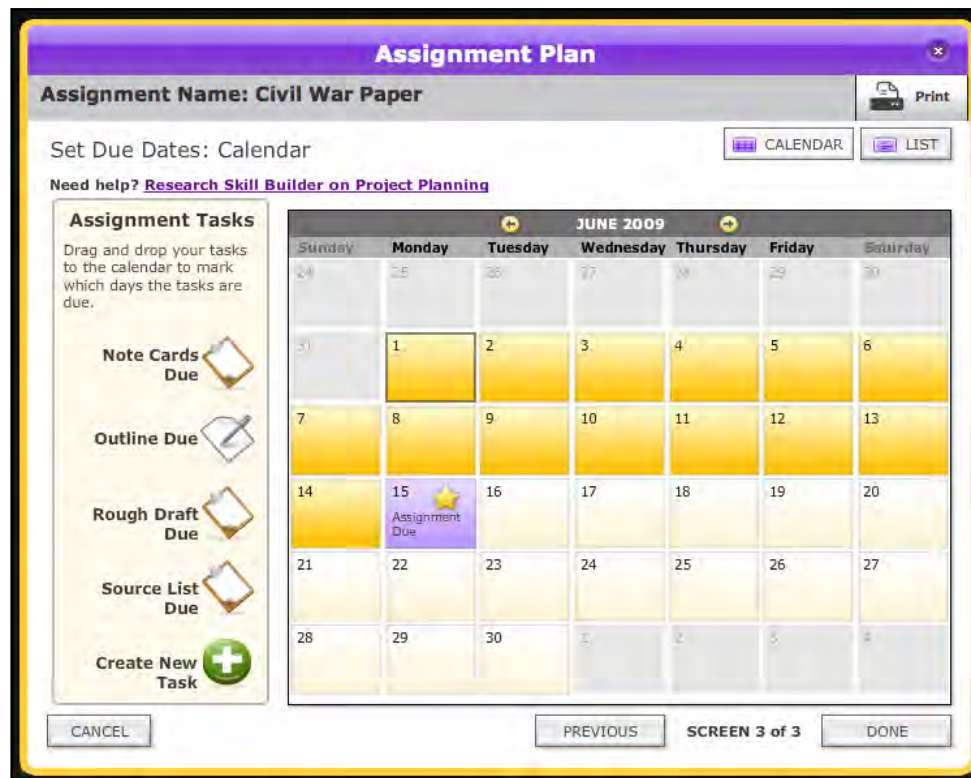 Assignment Plan
Assignment Name: Civil War Paper
Print
Set Due Dates: Calendar
CALENDAR
LIST
Need help? Research Skill Builder on Project Planning
Assignment Tasks
Drag and drop your tasks
to the calendar to mark
which days the tasks are
due.
Note Cards
Due
Outline Due
Rough Draft
Due
Source List
Due
Create New
Task
JUNE 2009
Sunday Monday Tuesday Wednesday Thursday Friday Saturday
24 25 26 27 28 29 30
31 1 2 3 4 5 6
7 8 9 10 11 12 13
14 15 16 17 18 19 20
Assignment
Due
21 22 23 24 25 26 27
28 29 30 1 2 3 4
CANCEL
PREVIOUS
SCREEN 3 of 3
DONE